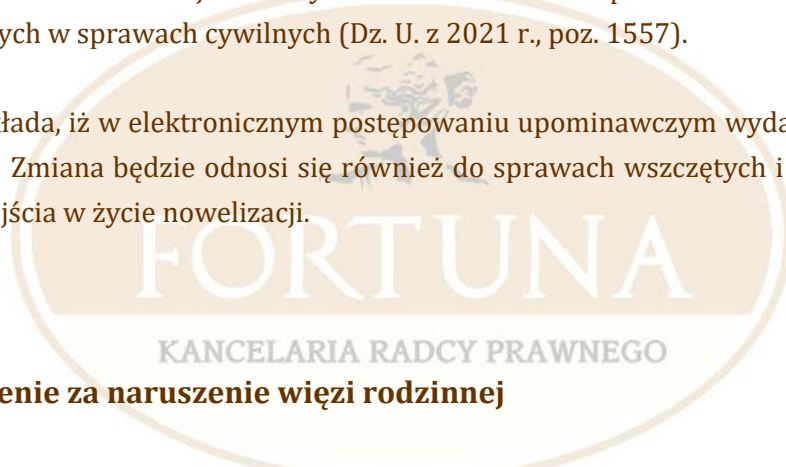 ych w sprawach cywilnych (Dz. U. z 2021 r., poz. 1557).
łada, iż w elektronicznym postępowaniu upominawczym wyda
Zmiana będzie odnosi się również do sprawach wszczętych i
jścia w życie nowelizacji.
FORTUNA
KANCELARIA RADCY PRAWNEGO
enie za naruszenie więzi rodzinnej